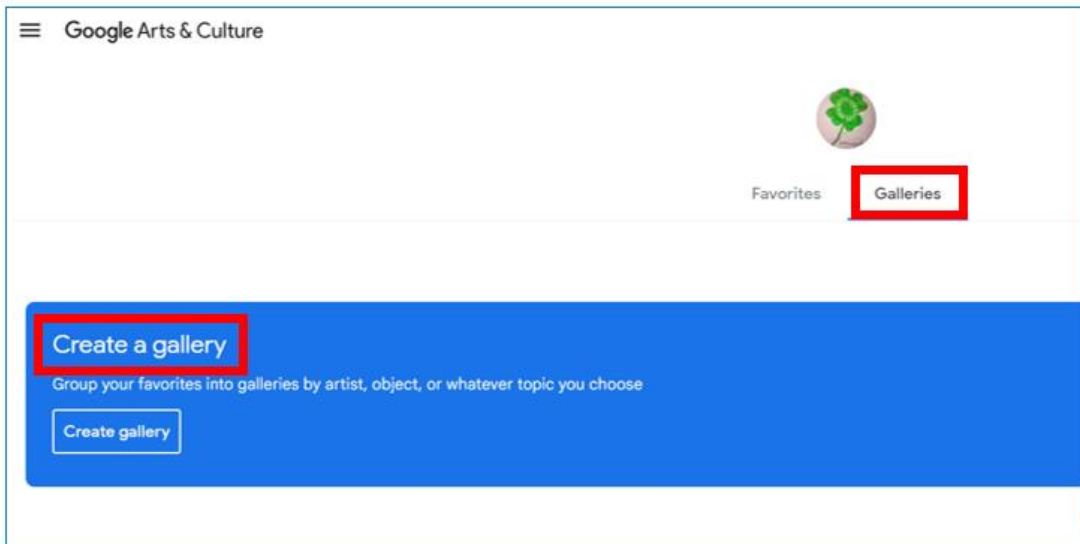 Google Arts & Culture
Favorites Galleries
Create a gallery
Group your favorites into galleries by artist, object, or whatever topic you choose
Create gallery